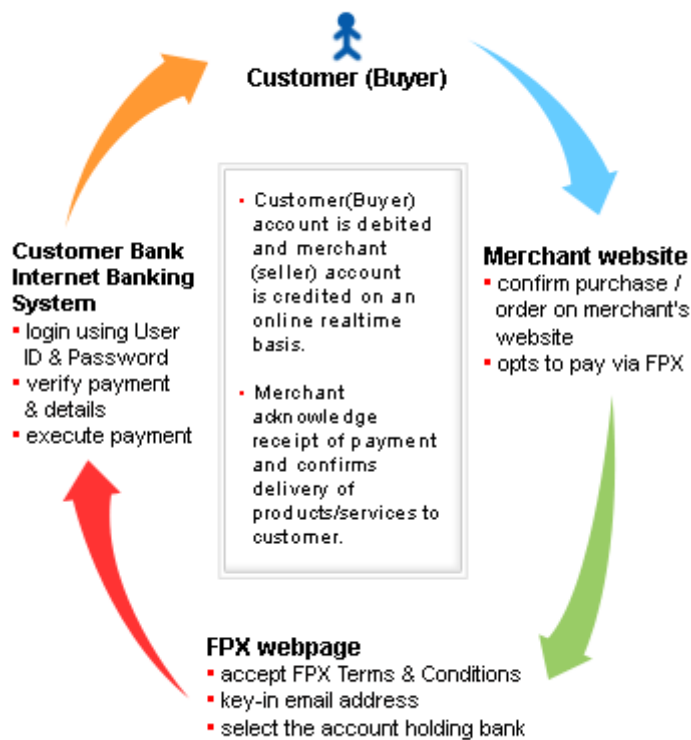 Customer (Buyer)
Merchant website
confirm purchase /
order on merchant's
website
opts to pay via FPX
FPX webpage
accept FPX Terms & Conditions
key-in email address
select the account holding bank
Customer Bank
Internet Banking
System
login using User
ID & Password
verify payment
& details
execute payment
Customer(Buyer)
account is debited
and merchant
(seller) account
is credited on an
online realtime
basis.
Merchant
acknowledge
receipt of payment
and confirms
delivery of
products/services to
customer.